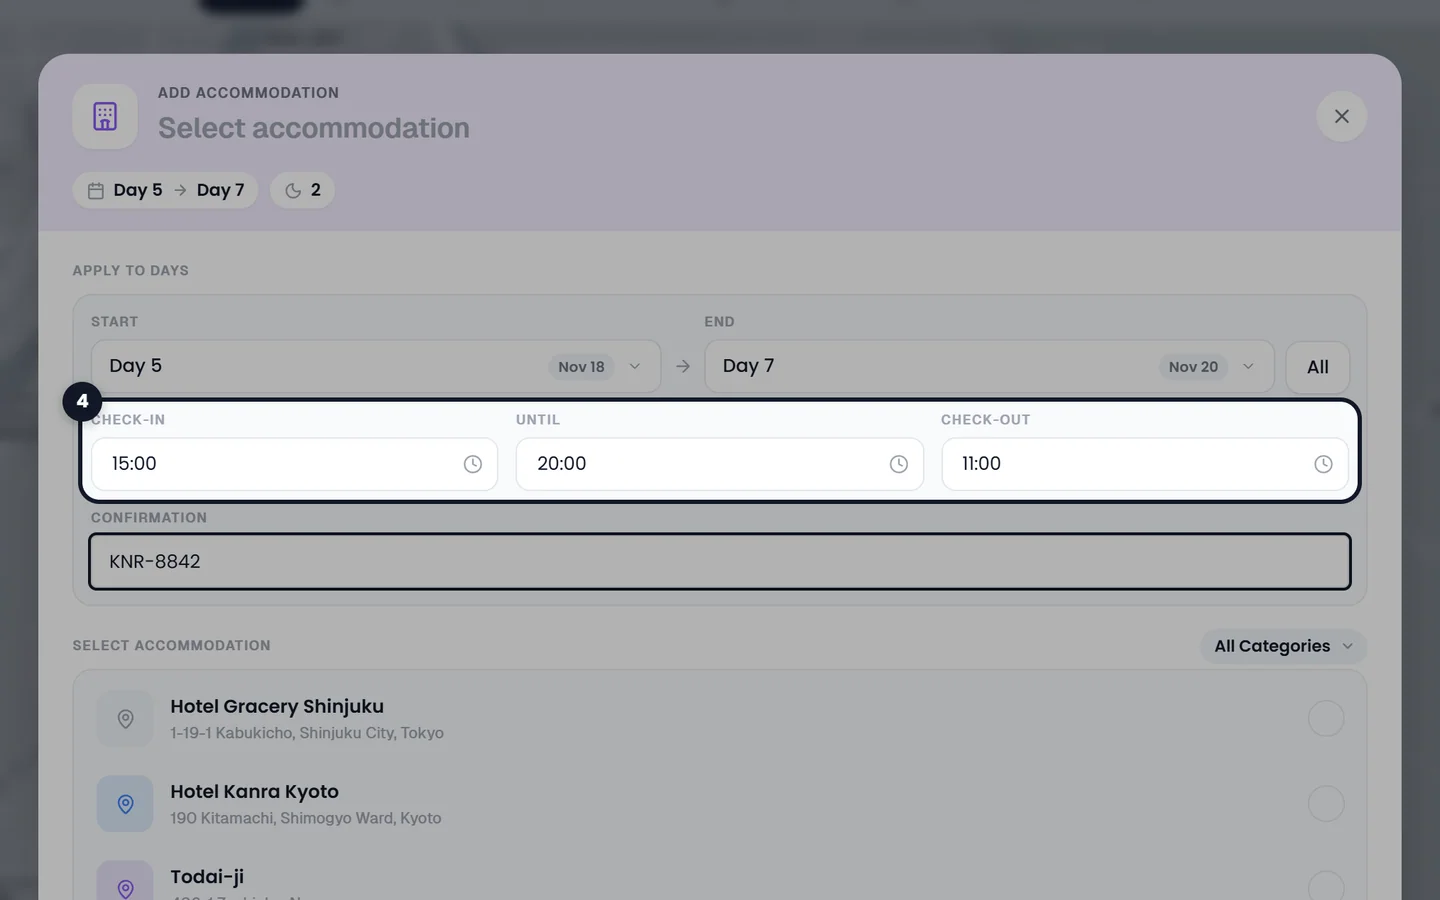 ADD ACCOMMODATION
Select accommodation
Day 5 → Day 7 2
APPLY TO DAYS
START END
Day 5 Nov 18 → Day 7 Nov 20 All
4
CHECK-IN UNTIL CHECK-OUT
15:00 20:00 11:00
CONFIRMATION
KNR-8842
SELECT ACCOMMODATION All Categories
Hotel Gracery Shinjuku
1-19-1 Kabukicho, Shinjuku City, Tokyo
Hotel Kanra Kyoto
190 Kitamachi, Shimogyo Ward, Kyoto
Todai-ji